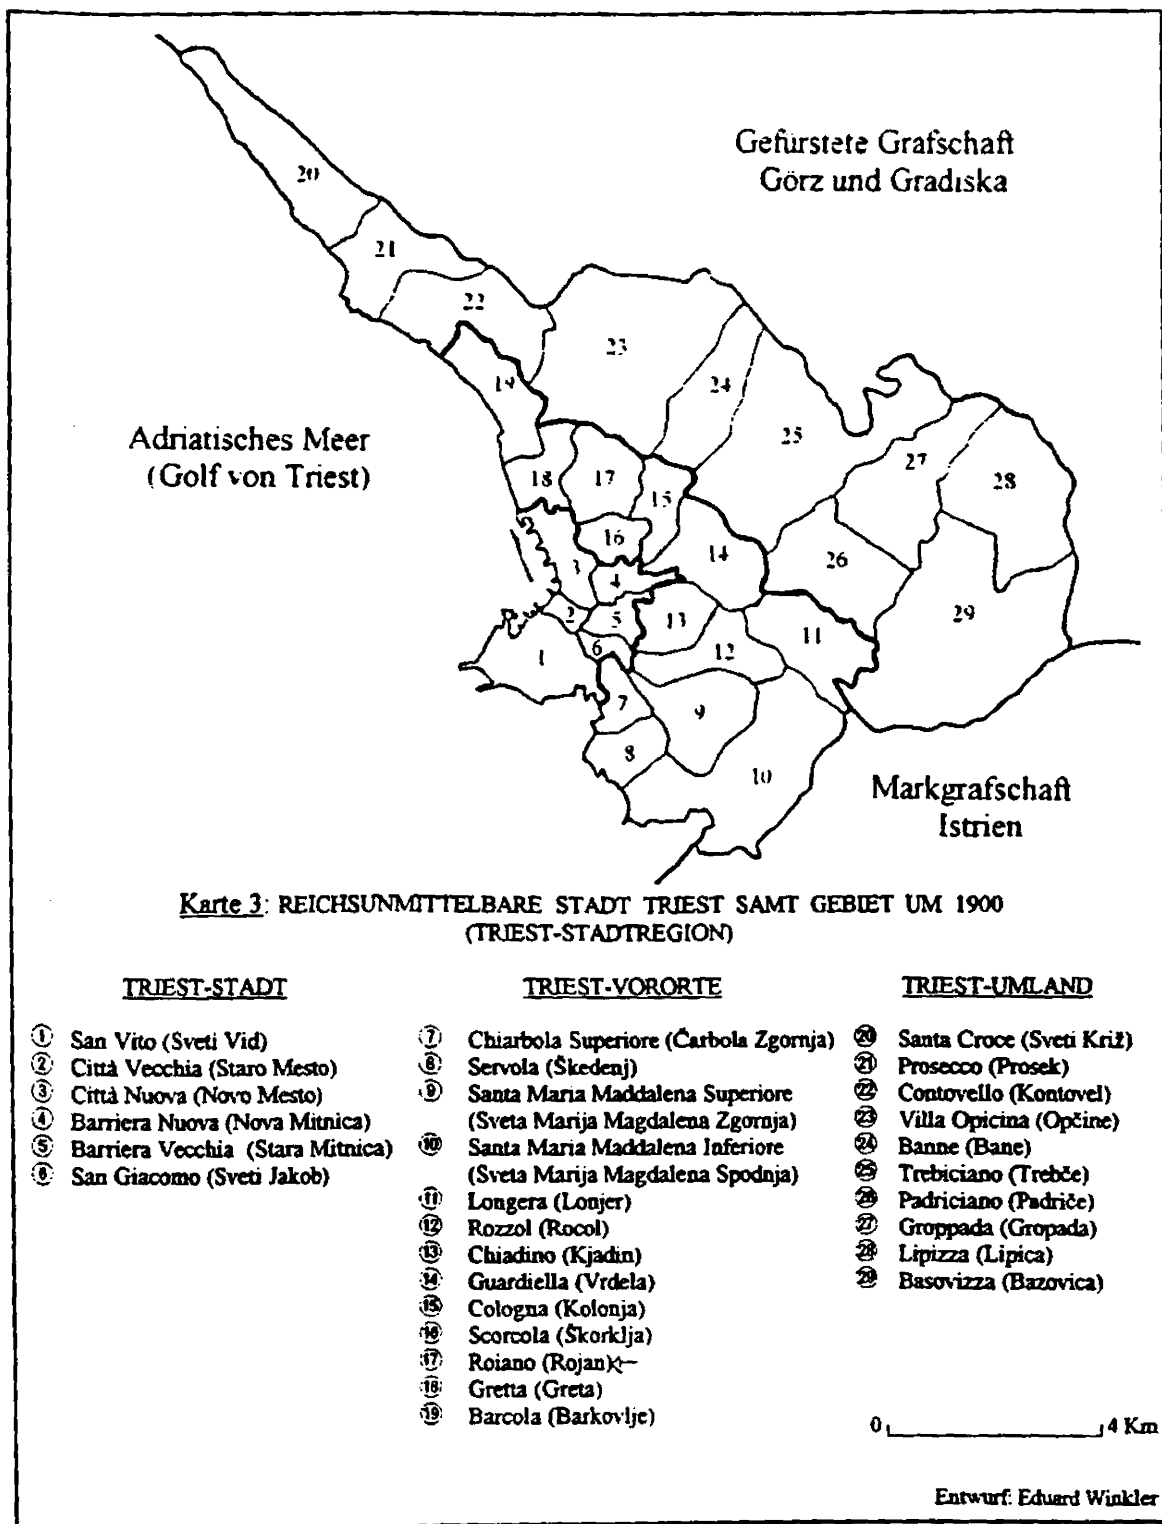 Gefürstete Grafschaft
Görz und Gradiska
20
21
22
23
19
24
Adriatisches Meer
(Golf von Triest)
25
27
28
18
17
15
16
14
3
4
26
2
5
13
11
29
1
6
12
7
9
8
10
Markgrafschaft
Istrien
Karte 3: REICHSUNMITTELBARE STADT TRIEST SAMT GEBIET UM 1900
(TRIEST-STADTREGION)
TRIEST-STADT
1 San Vito (Sveti Vid)
2 Città Vecchia (Staro Mesto)
3 Città Nuova (Novo Mesto)
4 Barriera Nuova (Nova Mitnica)
5 Barriera Vecchia (Stara Mitnica)
6 San Giacomo (Sveti Jakob)
TRIEST-VORORTE
7 Chiarbola Superiore (Čarbola Zgornja)
8 Servola (Škedenj)
9 Santa Maria Maddalena Superiore
(Sveta Marija Magdalena Zgornja)
10 Santa Maria Maddalena Inferiore
(Sveta Marija Magdalena Spodnja)
11 Longera (Lonjer)
12 Rozzol (Rocol)
13 Chiadino (Kjadin)
14 Guardiella (Vrdela)
15 Cologna (Kolonja)
16 Scorcola (Škorklja)
17 Roiano (Rojan)
18 Gretta (Greta)
19 Barcola (Barkovlje)
TRIEST-UMLAND
20 Santa Croce (Sveti Križ)
21 Prosecco (Prosek)
22 Contovello (Kontovel)
23 Villa Opicina (Opčine)
24 Banne (Bane)
25 Trebiciano (Trebče)
26 Padriciano (Padriče)
27 Groppada (Gropada)
28 Lipizza (Lipica)
29 Basovizza (Bazovica)
0 4 Km
Entwurf: Eduard Winkler